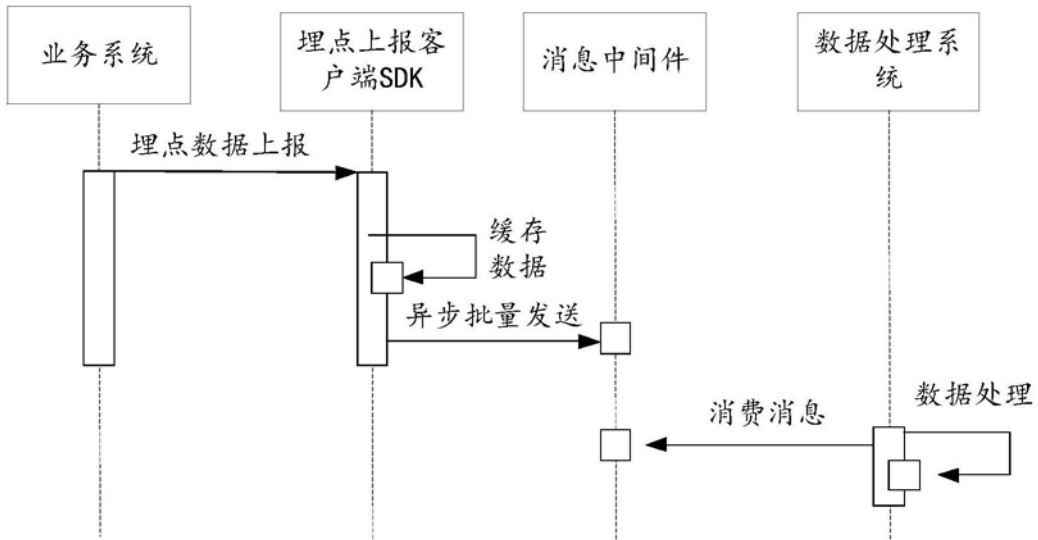 业务系统
埋点上报客
户端SDK
消息中间件
数据处理系
统
埋点数据上报
缓存
数据
异步批量发送
数据处理
消费消息